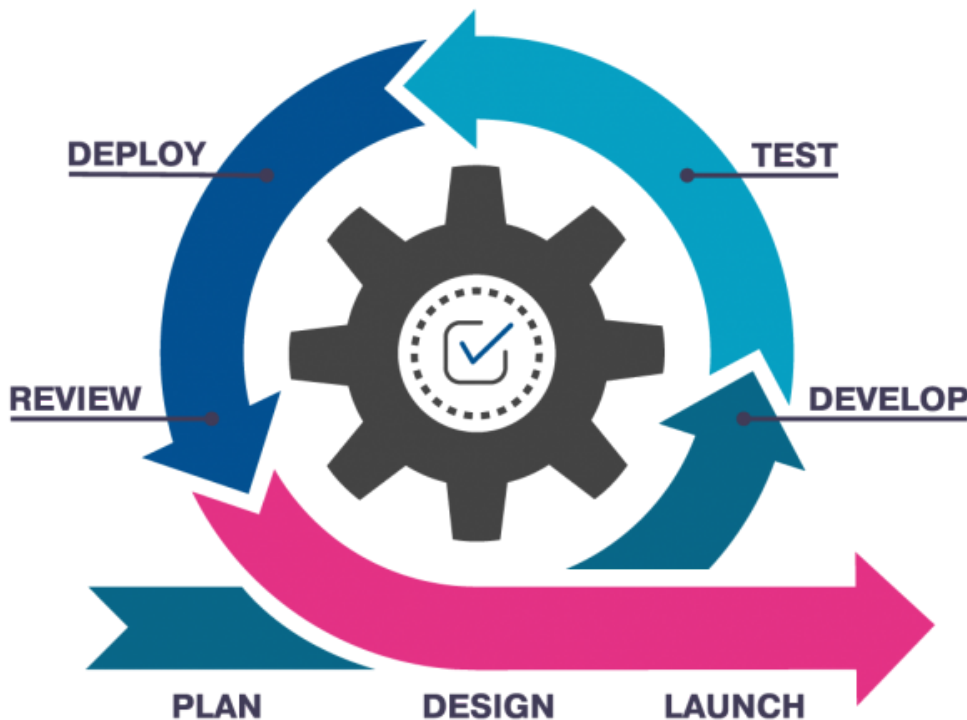 DEPLOY
TEST
REVIEW
DEVELOP
PLAN
DESIGN
LAUNCH